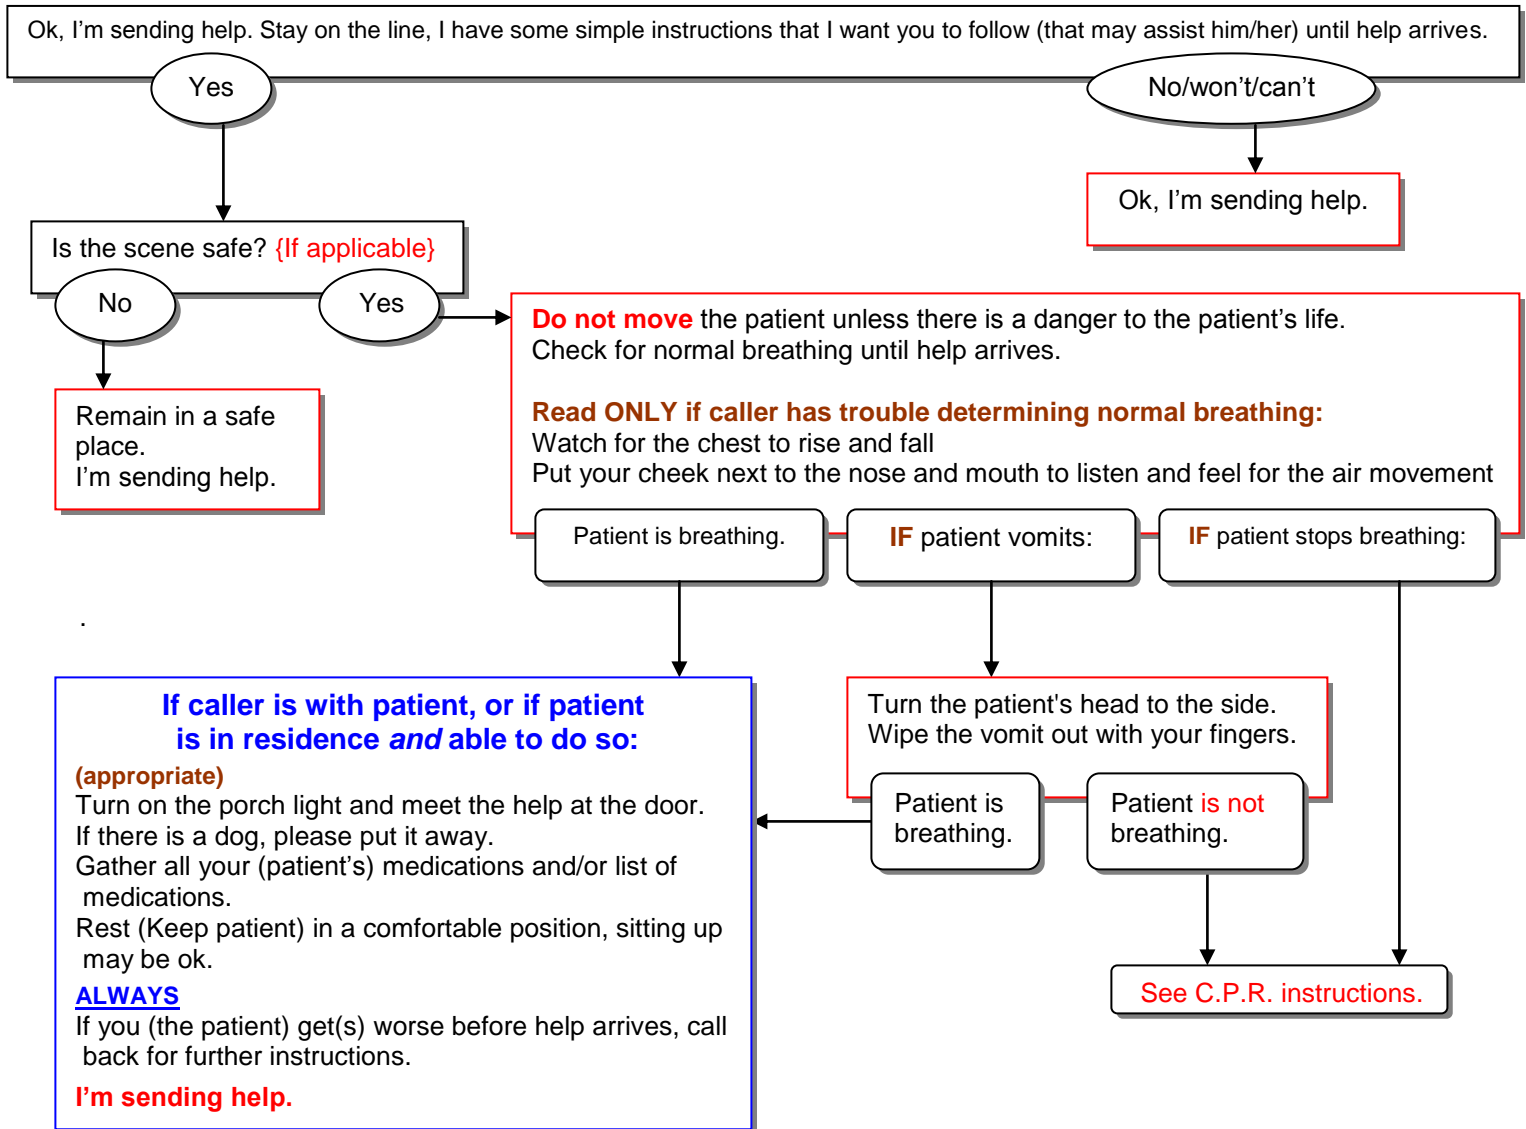 Ok, I'm sending help. Stay on the line, I have some simple instructions that I want you to follow (that may assist him/her) until help arrives.
Yes
No/won't/can't
Ok, I'm sending help.
Is the scene safe? {If applicable}
No
Yes
Remain in a safe
place.
I'm sending help.
Do not move the patient unless there is a danger to the patient's life.
Check for normal breathing until help arrives.
Read ONLY if caller has trouble determining normal breathing:
Watch for the chest to rise and fall
Put your cheek next to the nose and mouth to listen and feel for the air movement
Patient is breathing.
IF patient vomits:
IF patient stops breathing:
.
If caller is with patient, or if patient
is in residence and able to do so:
(appropriate)
Turn on the porch light and meet the help at the door.
If there is a dog, please put it away.
Gather all your (patient's) medications and/or list of
medications.
Rest (Keep patient) in a comfortable position, sitting up
may be ok.
ALWAYS
If you (the patient) get(s) worse before help arrives, call
back for further instructions.
I'm sending help.
Turn the patient's head to the side.
Wipe the vomit out with your fingers.
Patient is
breathing.
Patient is not
breathing.
See C.P.R. instructions.